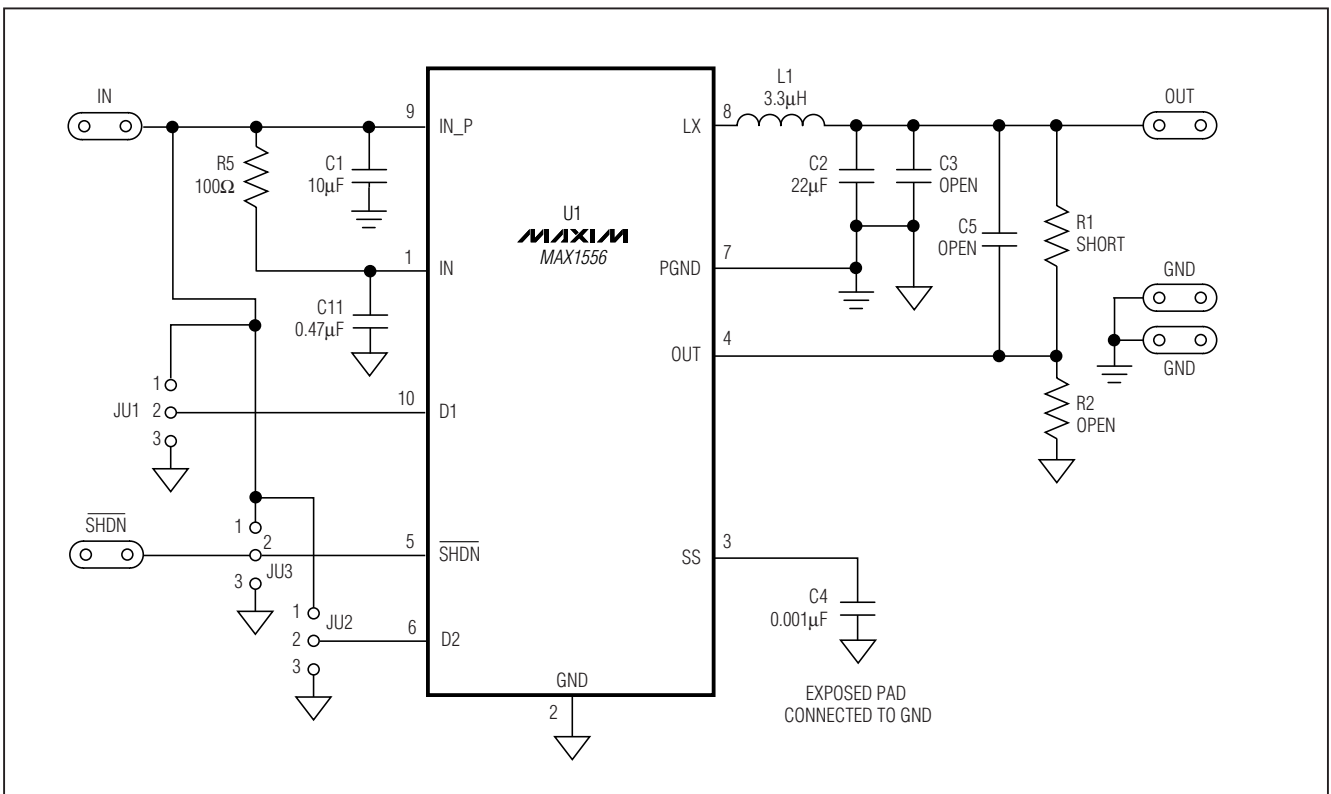 IN
R5
100Ω
C1
10µF
9
IN_P
1
IN
C11
0.47µF
1
JU1 2
3
10
D1
SHDN
1
2
JU3
3
5
SHDN
1
JU2
2
3
6
D2
U1
MAXIM
MAX1556
GND
2
8
LX
L1
3.3µH
C2
22µF
C3
OPEN
C5
OPEN
R1
SHORT
OUT
7
PGND
GND
GND
4
OUT
R2
OPEN
3
SS
C4
0.001µF
EXPOSED PAD
CONNECTED TO GND